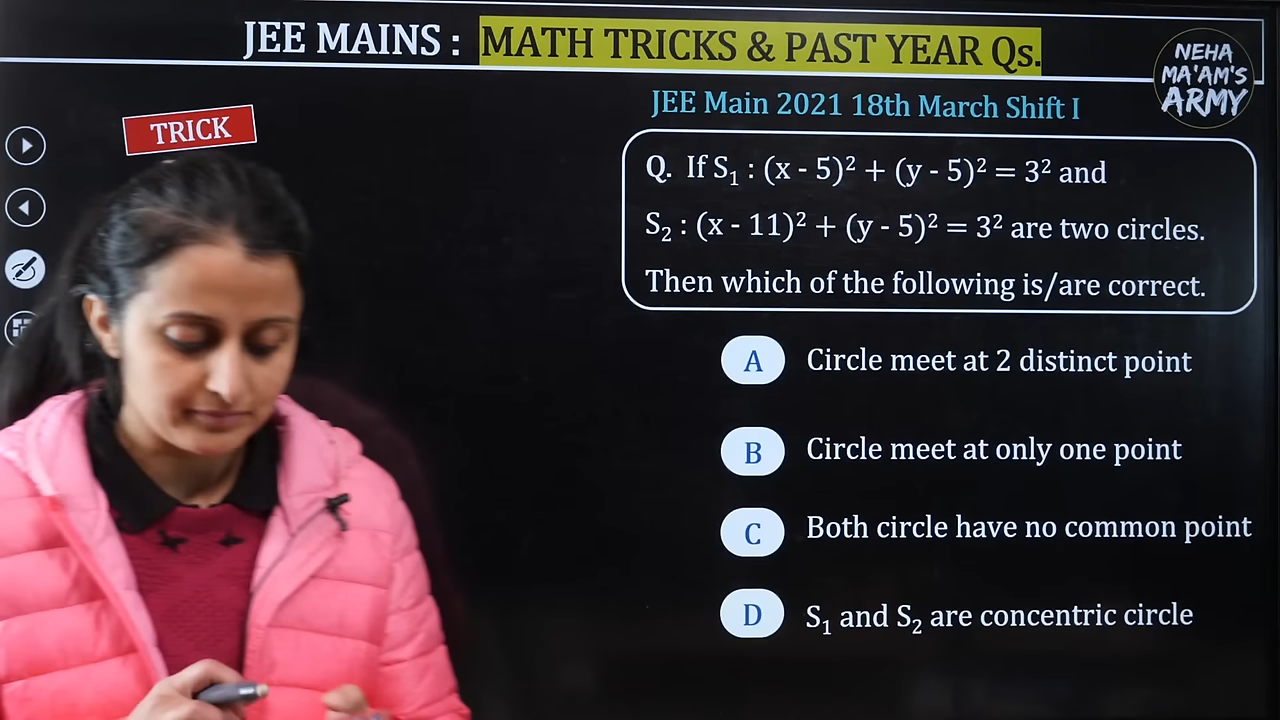 JEE MAINS : MATH TRICKS & PAST YEAR Qs.
NEHA
MA'AM'S
ARMY
JEE Main 2021 18th March Shift I
TRICK
Q. If S₁ : (x - 5)² + (y - 5)² = 3² and
S₂ : (x - 11)² + (y - 5)² = 3² are two circles.
Then which of the following is/are correct.
A Circle meet at 2 distinct point
B Circle meet at only one point
C Both circle have no common point
D S₁ and S₂ are concentric circle